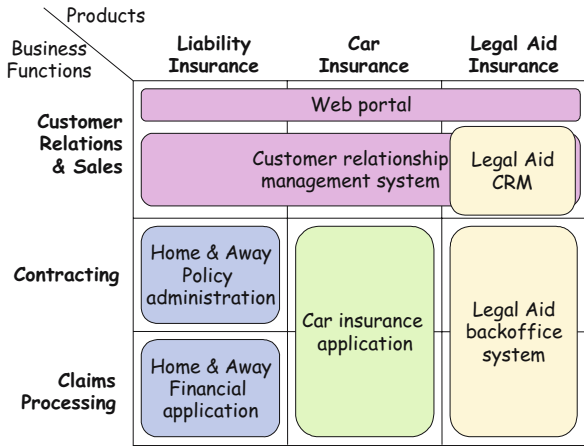 Products
Business
Functions
Liability
Insurance
Car
Insurance
Legal Aid
Insurance
Customer
Relations
& Sales
Web portal
Customer relationship
management system
Legal Aid
CRM
Contracting
Home & Away
Policy
administration
Car insurance
application
Legal Aid
backoffice
system
Claims
Processing
Home & Away
Financial
application